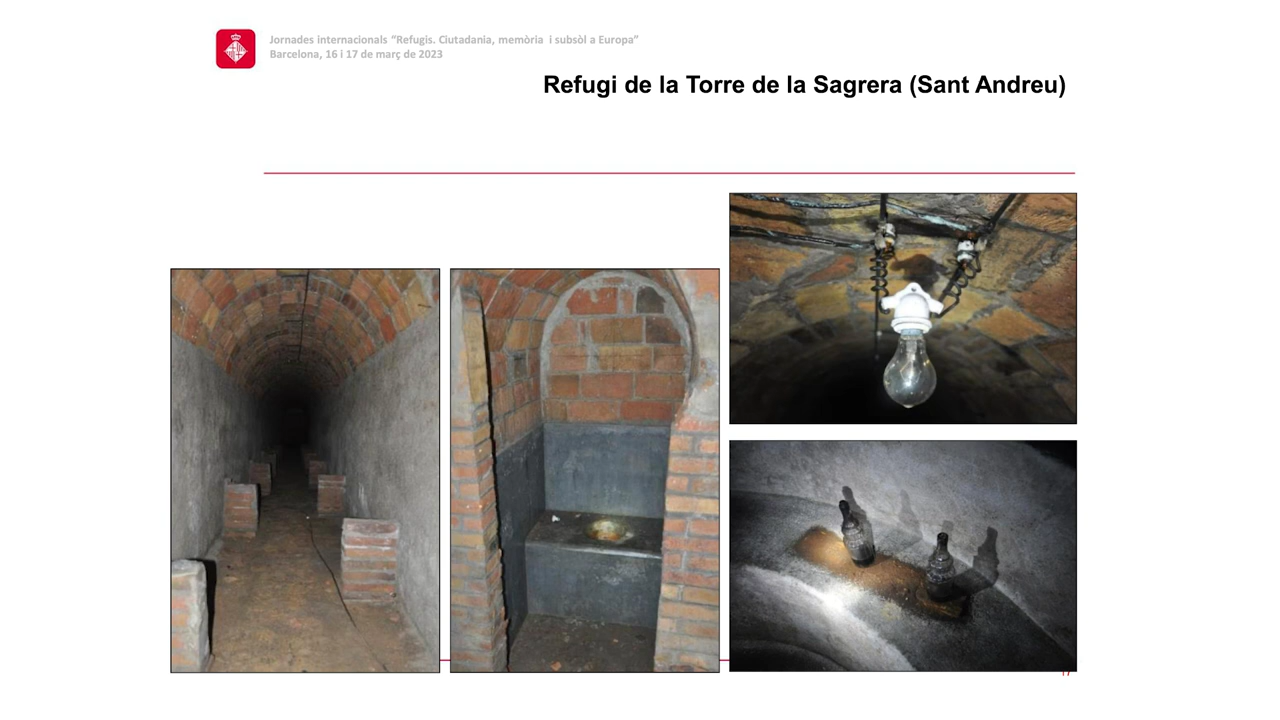 Jornades internacionals “Refugis. Ciutadania, memòria  i subsòl a Europa”
Barcelona, 16 i 17 de març de 2023
Refugi de la Torre de la Sagrera (Sant Andreu)